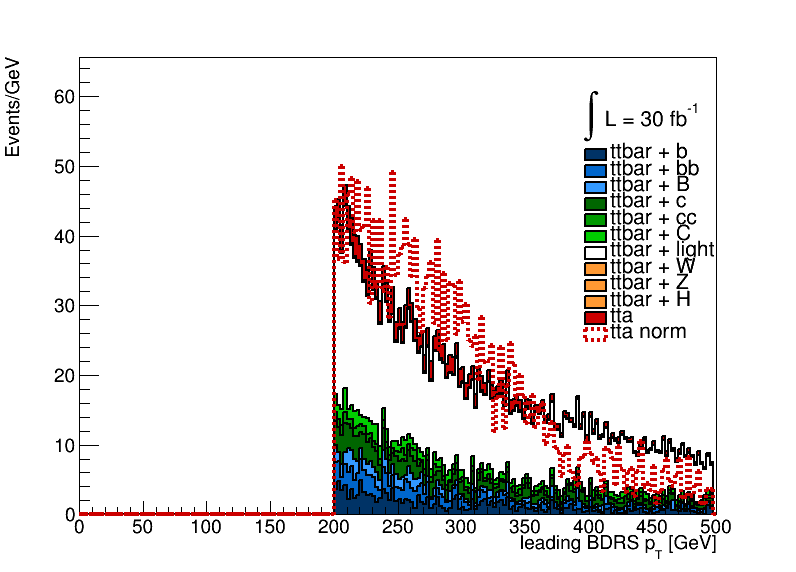 Events/GeV
60
50
40
30
20
10
0
∫ L = 30 fb⁻¹
ttbar + b
ttbar + bb
ttbar + B
ttbar + c
ttbar + cc
ttbar + C
ttbar + light
ttbar + W
ttbar + Z
ttbar + H
tta
tta norm
0 50 100 150 200 250 300 350 400 450 500
leading BDRS p_T [GeV]